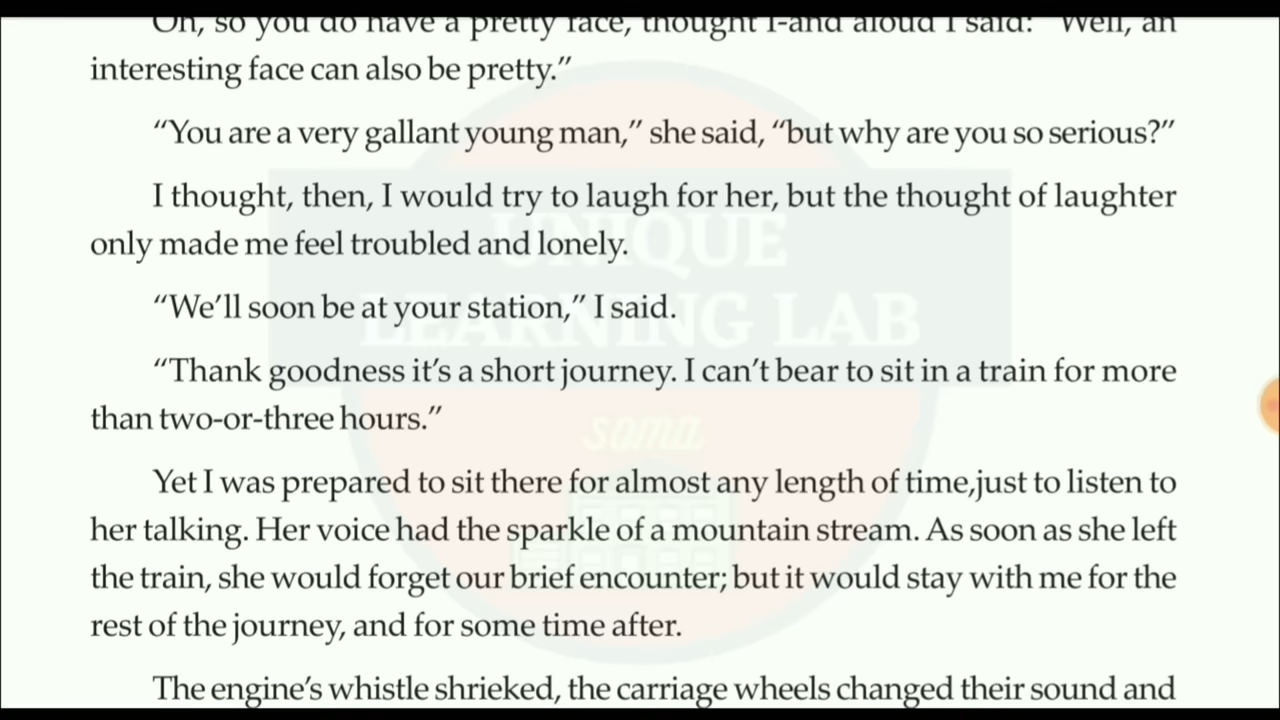 Oh, so you do have a pretty face, thought I-and aloud I said: "Well, an
interesting face can also be pretty."
"You are a very gallant young man," she said, "but why are you so serious?"
I thought, then, I would try to laugh for her, but the thought of laughter
only made me feel troubled and lonely.
"We'll soon be at your station," I said.
"Thank goodness it's a short journey. I can't bear to sit in a train for more
than two-or-three hours."
Yet I was prepared to sit there for almost any length of time,just to listen to
her talking. Her voice had the sparkle of a mountain stream. As soon as she left
the train, she would forget our brief encounter; but it would stay with me for the
rest of the journey, and for some time after.
The engine's whistle shrieked, the carriage wheels changed their sound and
UNIQUE
LEARNING LAB
soma